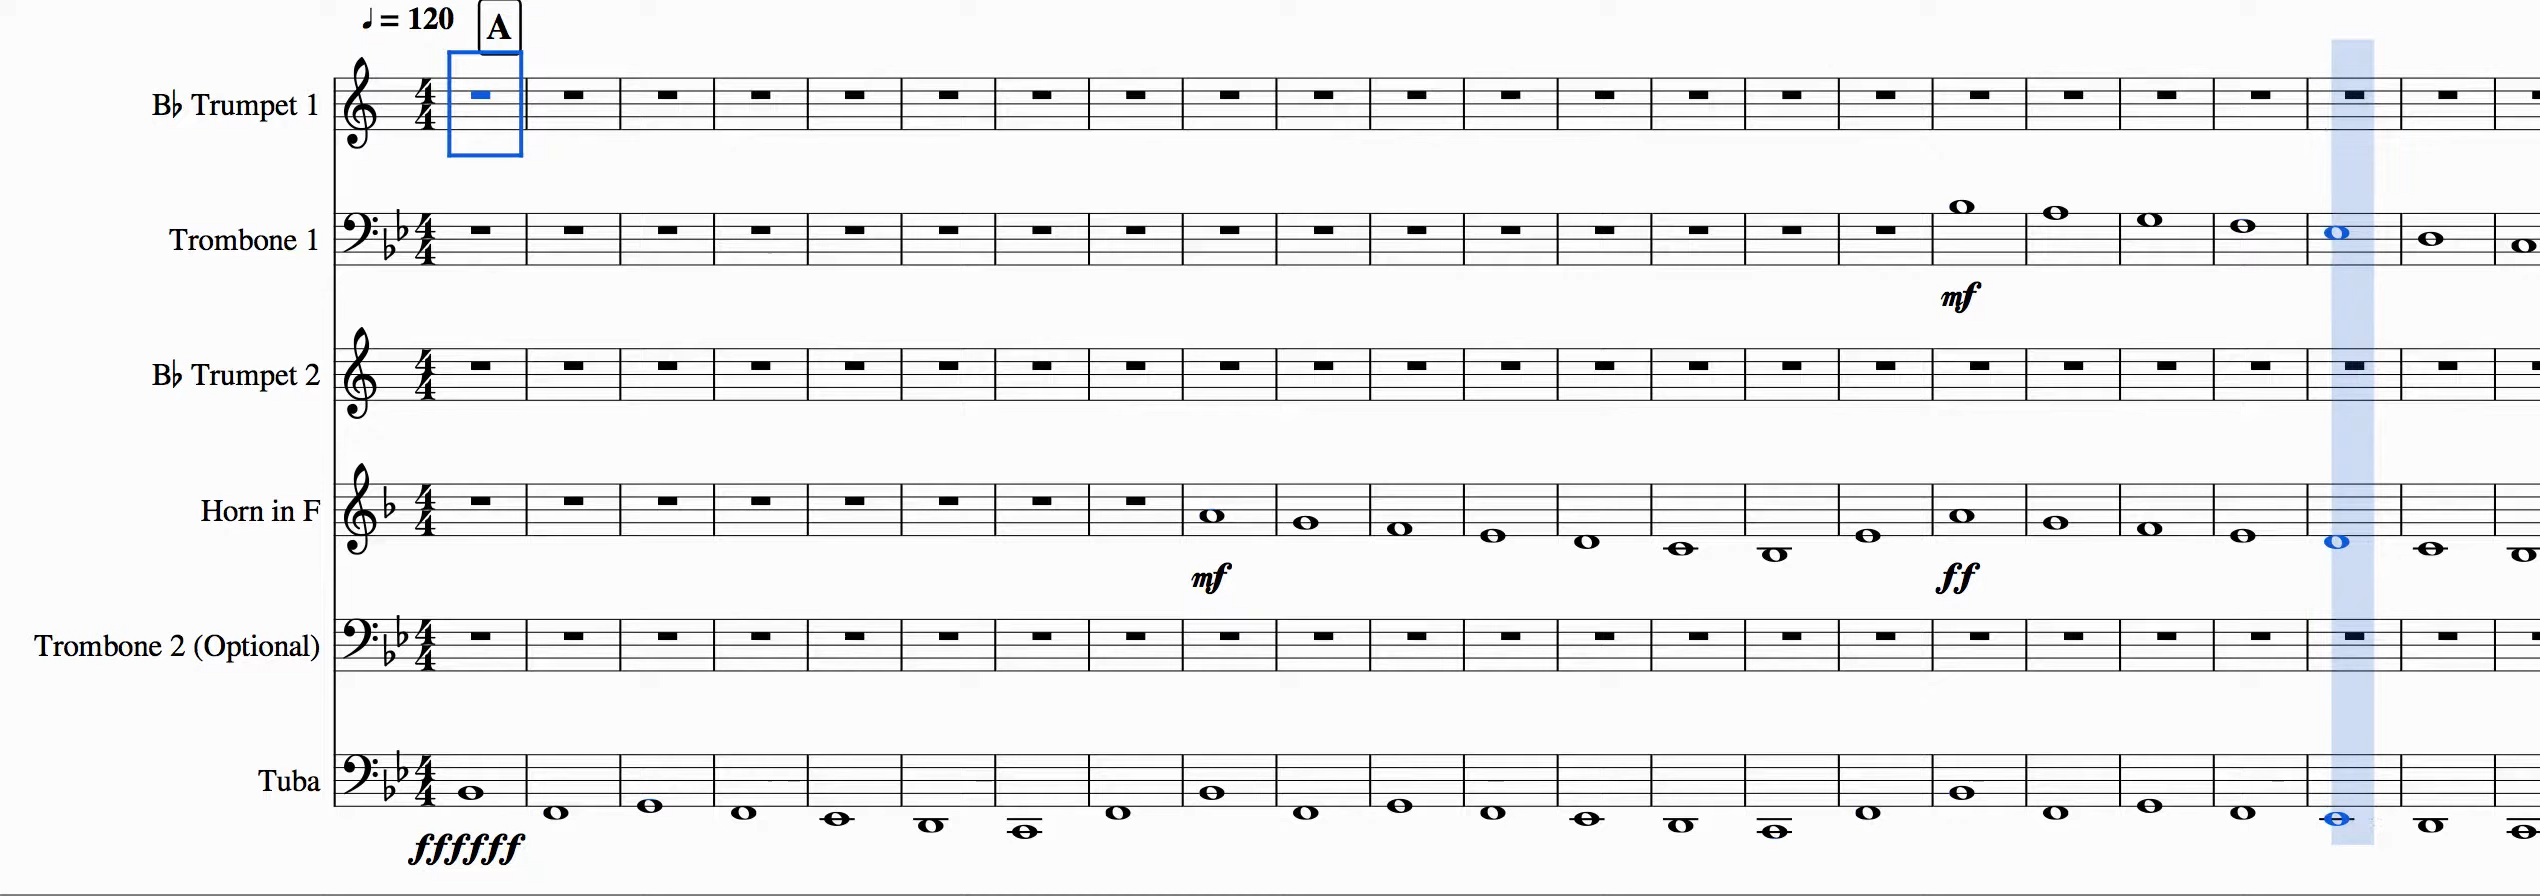 ♩ = 120
A
B♭ Trumpet 1
Trombone 1
mf
B♭ Trumpet 2
Horn in F
mf ff
Trombone 2 (Optional)
Tuba
ffffff